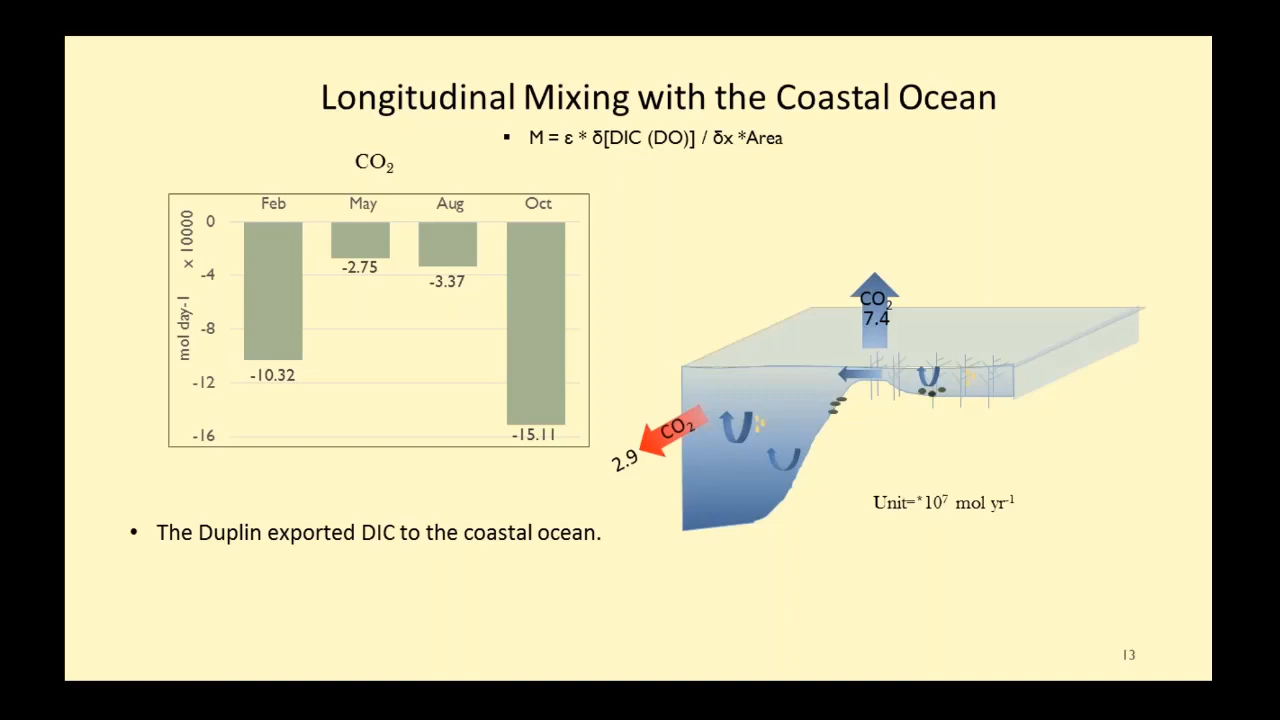 Longitudinal Mixing with the Coastal Ocean
▪ M = ε * δ[DIC (DO)] / δx *Area
CO₂
Feb May Aug Oct
mol day-1 x 10000
0
-4
-8
-12
-16
-10.32
-2.75
-3.37
-15.11
CO₂
7.4
CO₂
2.9
Unit=*10⁷ mol yr⁻¹
• The Duplin exported DIC to the coastal ocean.
13